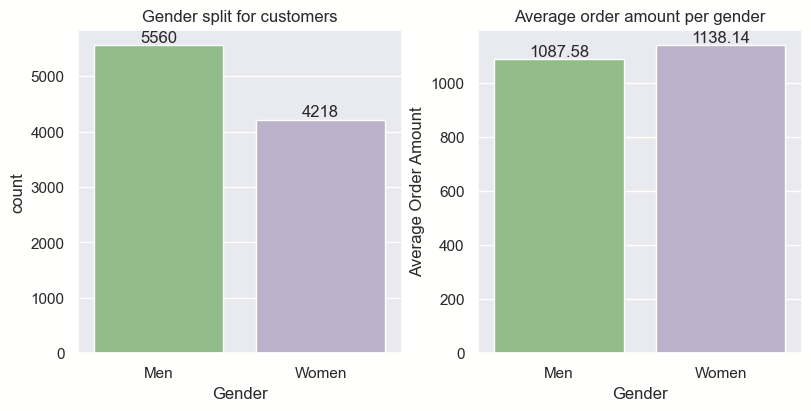 Gender split for customers
5560
4218
5000
4000
3000
2000
1000
0
count
Men
Women
Gender
Average order amount per gender
1087.58
1138.14
1000
800
600
400
200
0
Average Order Amount
Men
Women
Gender